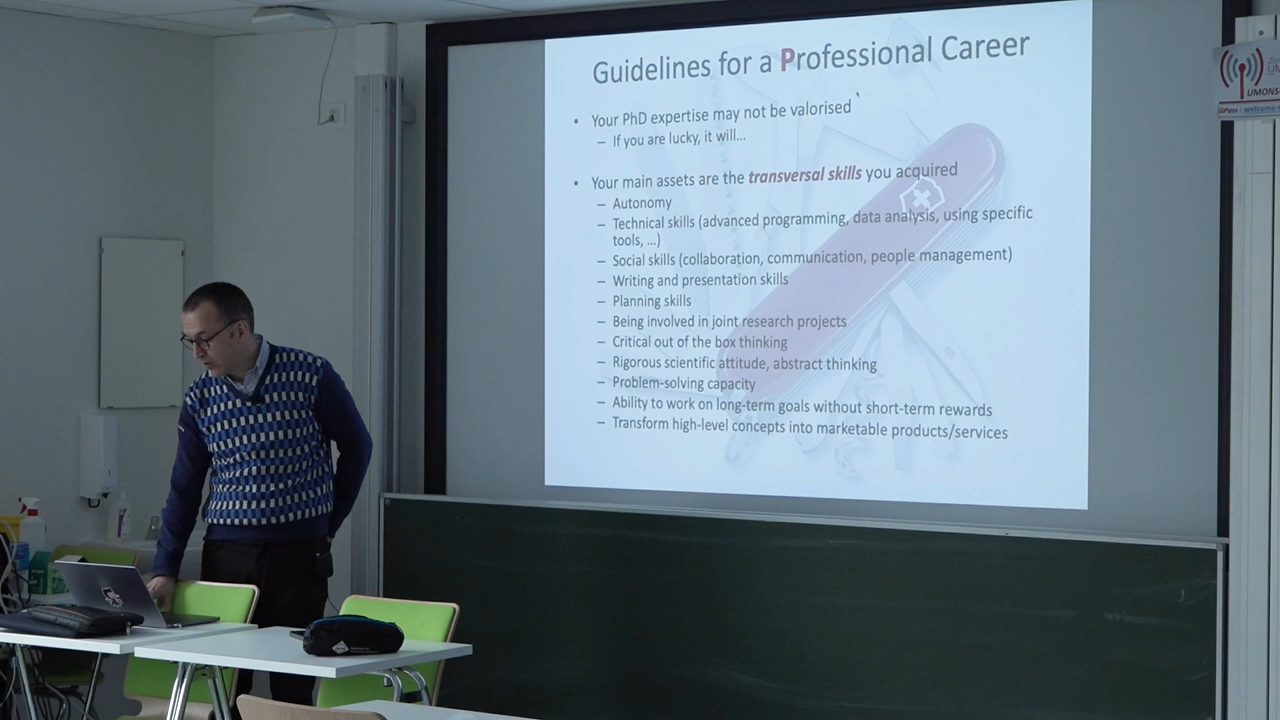 Guidelines for a Professional Career
• Your PhD expertise may not be valorised
– If you are lucky, it will...
• Your main assets are the transversal skills you acquired
– Autonomy
– Technical skills (advanced programming, data analysis, using specific
tools, ...)
– Social skills (collaboration, communication, people management)
– Writing and presentation skills
– Planning skills
– Being involved in joint research projects
– Critical out of the box thinking
– Rigorous scientific attitude, abstract thinking
– Problem-solving capacity
– Ability to work on long-term goals without short-term rewards
– Transform high-level concepts into marketable products/services
UMONS